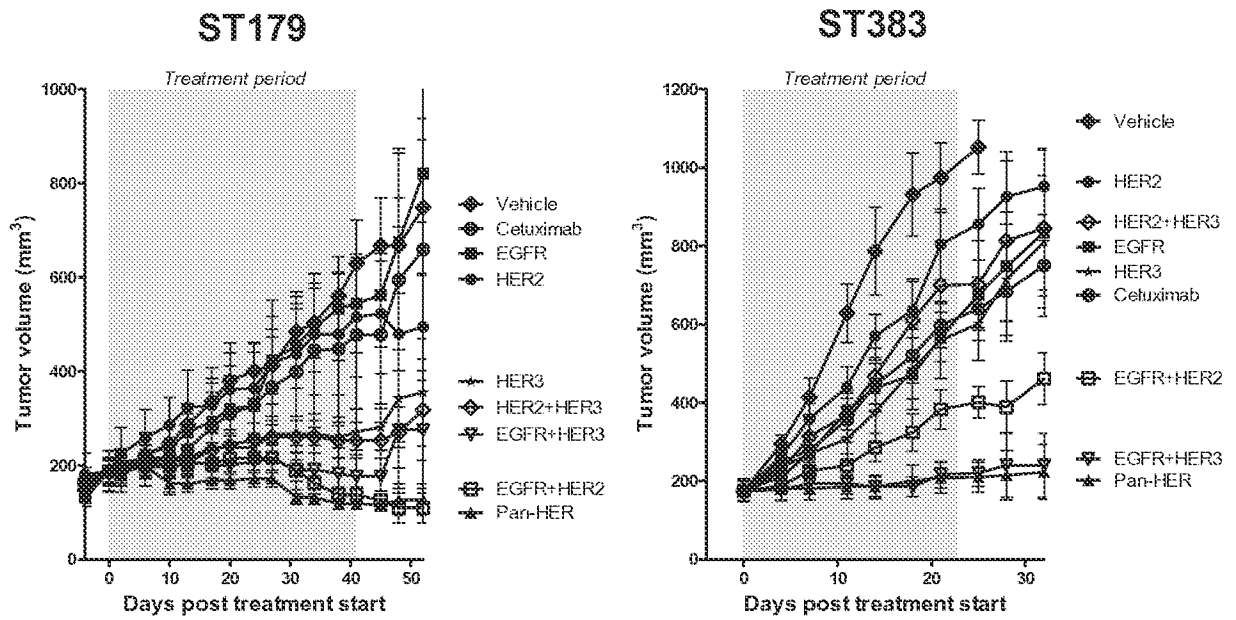 ST179
Treatment period
1000
800
600
400
200
0
Tumor volume (mm³)
0 10 20 30 40 50
Days post treatment start
Vehicle
Cetuximab
EGFR
HER2
HER3
HER2+HER3
EGFR+HER3
EGFR+HER2
Pan-HER
ST383
Treatment period
1200
1000
800
600
400
200
0
Tumor volume (mm³)
0 10 20 30
Days post treatment start
Vehicle
HER2
HER2+HER3
EGFR
HER3
Cetuximab
EGFR+HER2
EGFR+HER3
Pan-HER